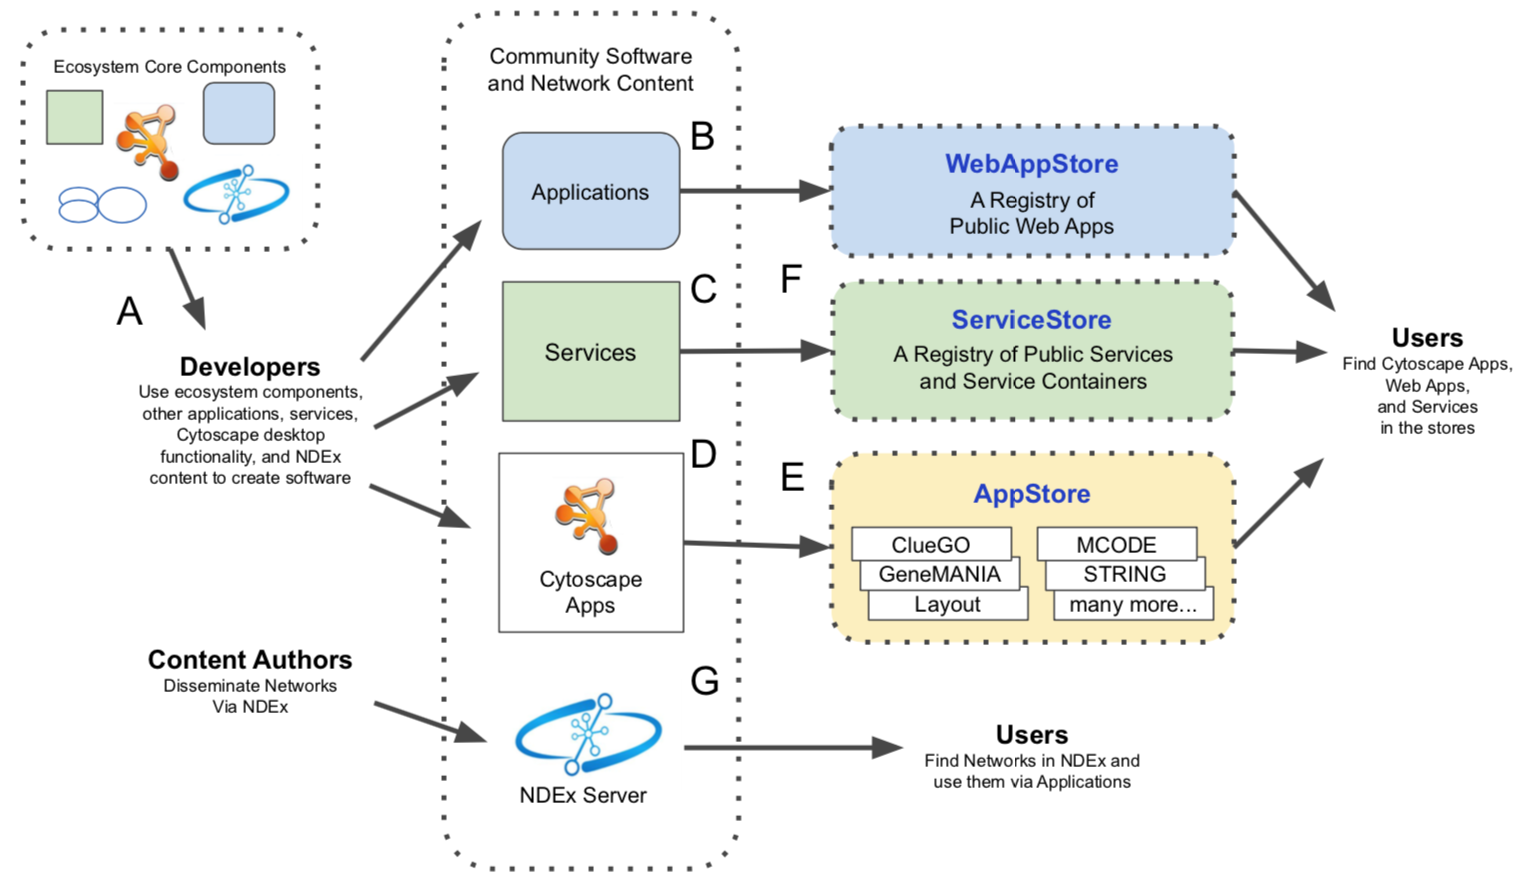 Ecosystem Core Components
A
Developers
Use ecosystem components,
other applications, services,
Cytoscape desktop
functionality, and NDEx
content to create software
Content Authors
Disseminate Networks
Via NDEx
Community Software
and Network Content
B
Applications
C
Services
D
Cytoscape
Apps
G
NDEx Server
WebAppStore
A Registry of
Public Web Apps
F
ServiceStore
A Registry of Public Services
and Service Containers
E
AppStore
ClueGO
GeneMANIA
Layout
MCODE
STRING
many more...
Users
Find Cytoscape Apps,
Web Apps,
and Services
in the stores
Users
Find Networks in NDEx and
use them via Applications